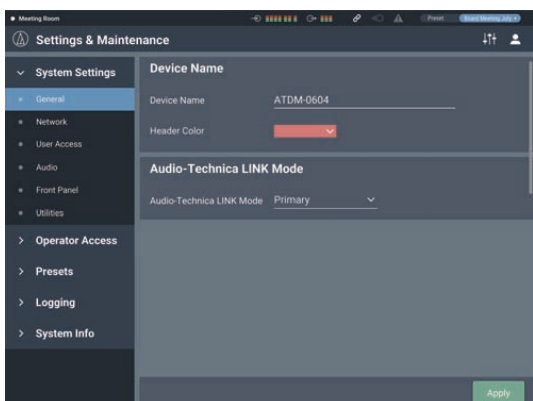 Meeting Room
Preset
Board Meeting July
Settings & Maintenance
System Settings
General
Network
User Access
Audio
Front Panel
Utilities
Operator Access
Presets
Logging
System Info
Device Name
Device Name ATDM-0604
Header Color
Audio-Technica LINK Mode
Audio-Technica LINK Mode Primary
Apply